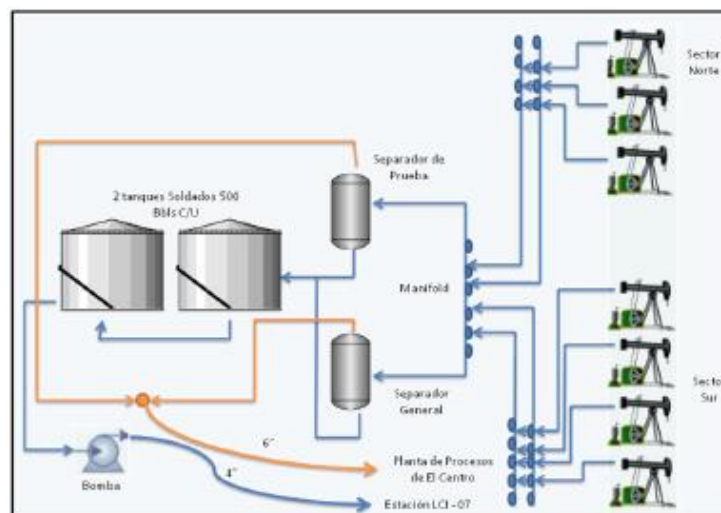 Sector
Norte
Separador de
Prueba
2 tanques Soldados 500
Bbls C/U
Manifold
Separador
General
Secto
Sur
6"
Planta de Procesos
de El Centro
4"
Bomba
Estación LCI - 07